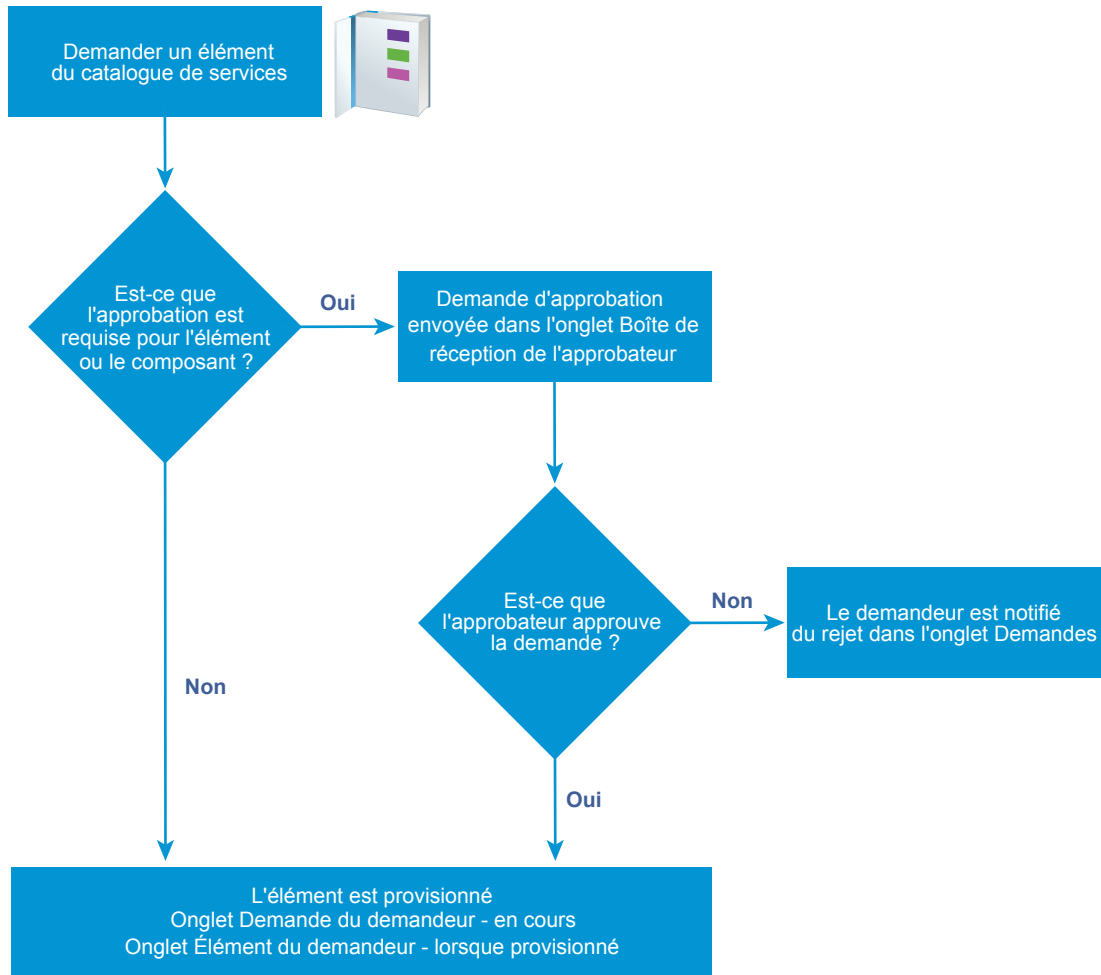 Demander un élément
du catalogue de services
Est-ce que
l'approbation est
requise pour l'élément
ou le composant ?
Oui
Demande d'approbation
envoyée dans l'onglet Boîte de
réception de l'approbateur
Est-ce que
l'approbateur approuve
la demande ?
Non
Le demandeur est notifié
du rejet dans l'onglet Demandes
Non
Oui
L'élément est provisionné
Onglet Demande du demandeur - en cours
Onglet Élément du demandeur - lorsque provisionné